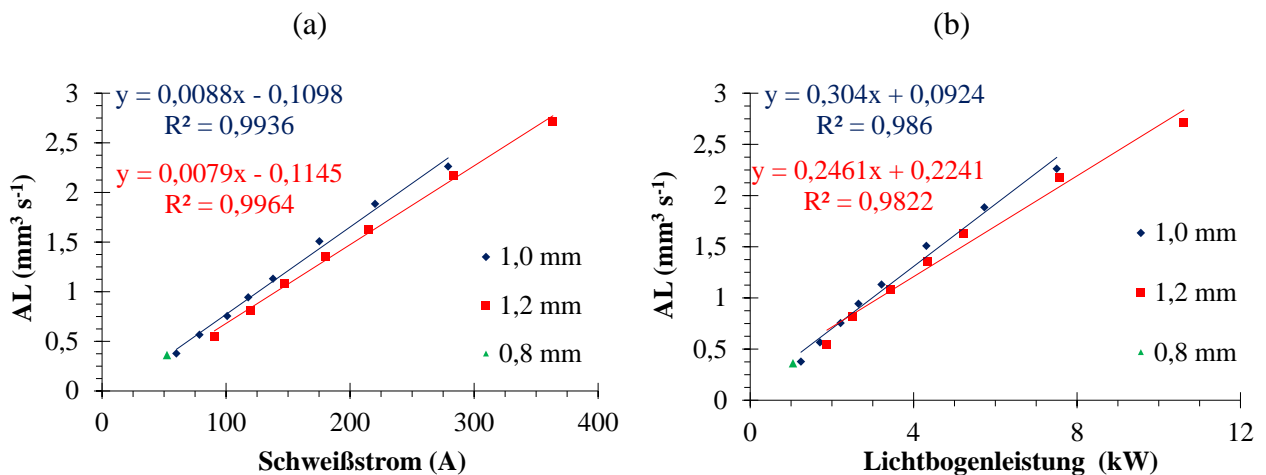 (a)
y = 0,0088x - 0,1098
R² = 0,9936
y = 0,0079x - 0,1145
R² = 0,9964
3
2,5
2
1,5
1
0,5
0
AL (mm³ s⁻¹)
1,0 mm
1,2 mm
0,8 mm
0 100 200 300 400
Schweißstrom (A)
(b)
y = 0,304x + 0,0924
R² = 0,986
y = 0,2461x + 0,2241
R² = 0,9822
3
2,5
2
1,5
1
0,5
0
AL (mm³ s⁻¹)
1,0 mm
1,2 mm
0,8 mm
0 4 8 12
Lichtbogenleistung (kW)